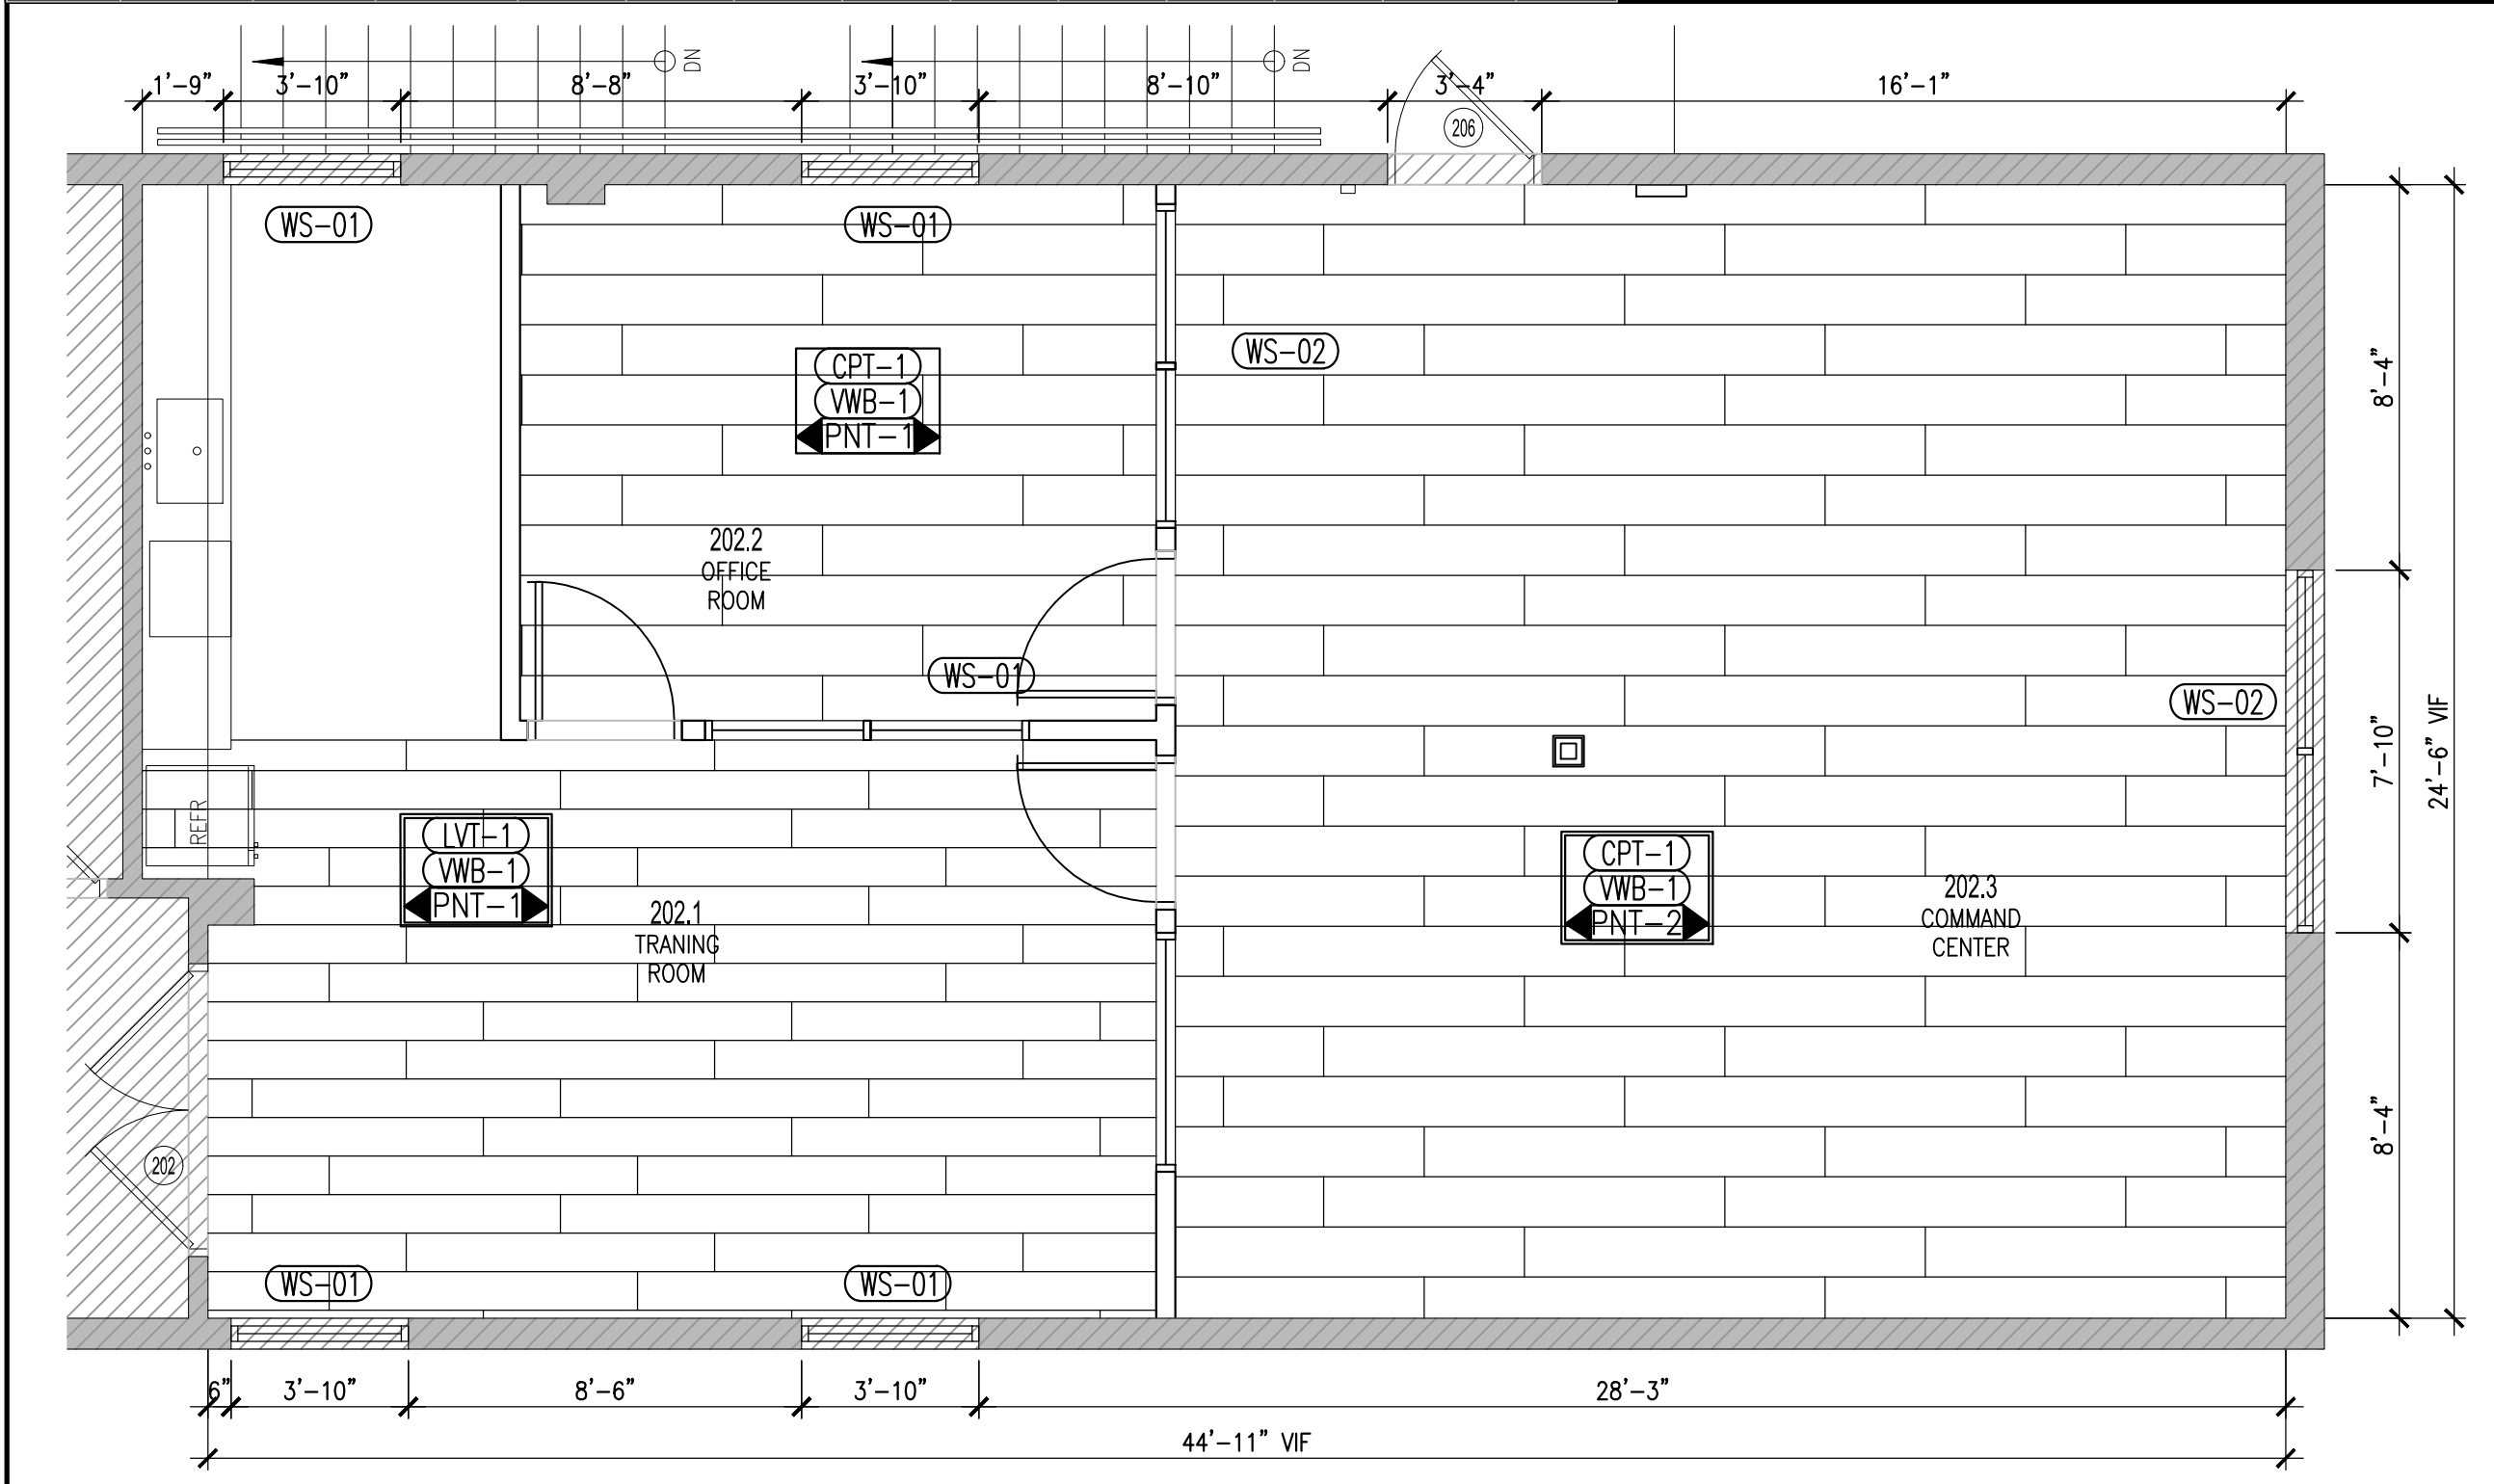 DN
DN
1'-9"
3'-10"
8'-8"
3'-10"
8'-10"
3'-4"
16'-1"
206
WS-01
WS-01
WS-02
CPT-1
VWB-1
PNT-1
8'-4"
202.2
OFFICE
ROOM
WS-01
WS-02
7'-10"
24'-6" VIF
REFR
LVT-1
VWB-1
PNT-1
202.1
TRANING
ROOM
CPT-1
VWB-1
PNT-2
202.3
COMMAND
CENTER
8'-4"
202
WS-01
WS-01
6"
3'-10"
8'-6"
3'-10"
28'-3"
44'-11" VIF